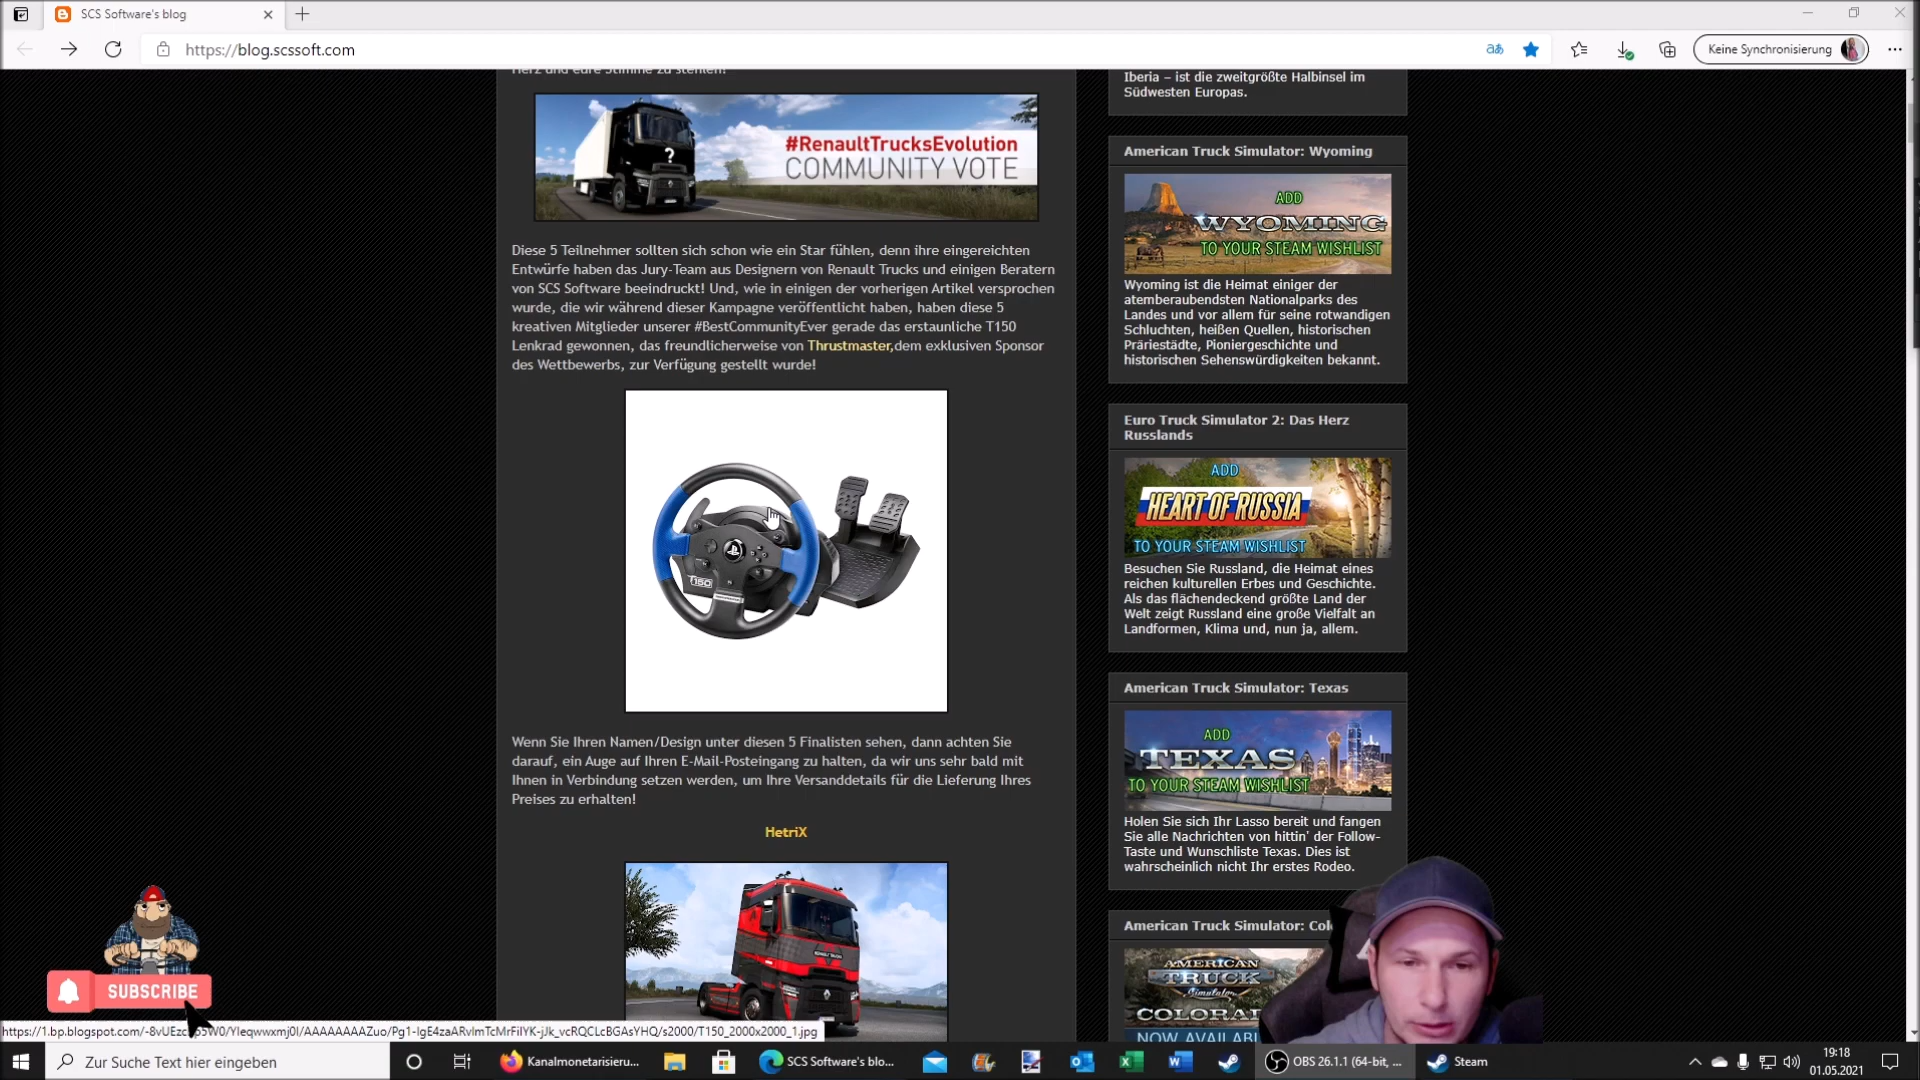 SCS Software's blog
https://blog.scssoft.com
aあ
Keine Synchronisierung
Herz und eure Stimme zu stehlen!
#RenaultTrucksEvolution
COMMUNITY VOTE
?
Diese 5 Teilnehmer sollten sich schon wie ein Star fühlen, denn ihre eingereichten
Entwürfe haben das Jury-Team aus Designern von Renault Trucks und einigen Beratern
von SCS Software beeindruckt! Und, wie in einigen der vorherigen Artikel versprochen
wurde, die wir während dieser Kampagne veröffentlicht haben, haben diese 5
kreativen Mitglieder unserer #BestCommunityEver gerade das erstaunliche T150
Lenkrad gewonnen, das freundlicherweise von Thrustmaster,dem exklusiven Sponsor
des Wettbewerbs, zur Verfügung gestellt wurde!
T150
Wenn Sie Ihren Namen/Design unter diesen 5 Finalisten sehen, dann achten Sie
darauf, ein Auge auf Ihren E-Mail-Posteingang zu halten, da wir uns sehr bald mit
Ihnen in Verbindung setzen werden, um Ihre Versanddetails für die Lieferung Ihres
Preises zu erhalten!
HetriX
Iberia – ist die zweitgrößte Halbinsel im
Südwesten Europas.
American Truck Simulator: Wyoming
ADD
WYOMING
TO YOUR STEAM WISHLIST
Wyoming ist die Heimat einiger der
atemberaubendsten Nationalparks des
Landes und vor allem für seine rotwandigen
Schluchten, heißen Quellen, historischen
Präriestädte, Pioniergeschichte und
historischen Sehenswürdigkeiten bekannt.
Euro Truck Simulator 2: Das Herz
Russlands
ADD
HEART OF RUSSIA
TO YOUR STEAM WISHLIST
Besuchen Sie Russland, die Heimat eines
reichen kulturellen Erbes und Geschichte.
Als das flächendeckend größte Land der
Welt zeigt Russland eine große Vielfalt an
Landformen, Klima und, nun ja, allem.
American Truck Simulator: Texas
ADD
TEXAS
TO YOUR STEAM WISHLIST
Holen Sie sich Ihr Lasso bereit und fangen
Sie alle Nachrichten von hittin' der Follow-
Taste und Wunschliste Texas. Dies ist
wahrscheinlich nicht Ihr erstes Rodeo.
American Truck Simulator:
AMERICAN
TRUCK
Simulator
NOW
SUBSCRIBE
Zur Suche Text hier eingeben
Kanalmonetarisieru...
SCS Software's blo...
OBS 26.1.1 (64-bit, ...
Steam
19:18
01.05.2021